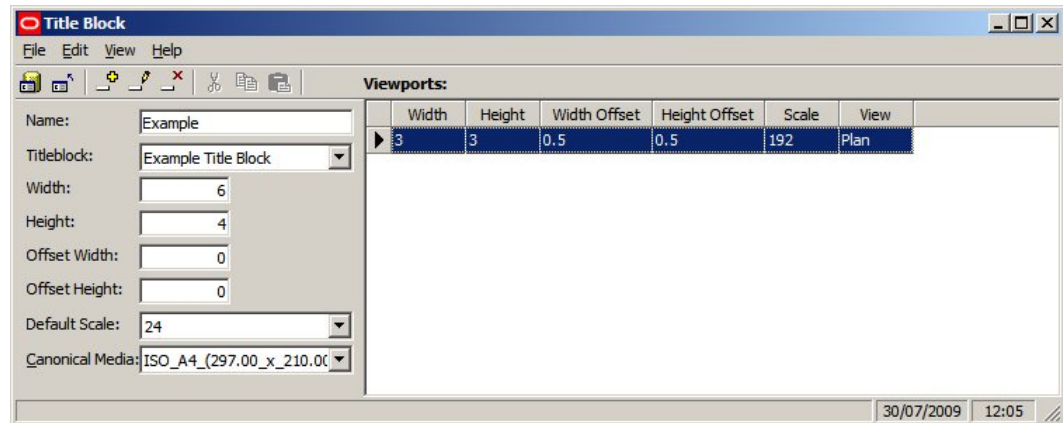 Title Block
File Edit View Help
Viewports:
Name: Example
Titleblock: Example Title Block
Width: 6
Height: 4
Offset Width: 0
Offset Height: 0
Default Scale: 24
Canonical Media: ISO_A4_(297.00_x_210.00
Width Height Width Offset Height Offset Scale View
3 3 0.5 0.5 192 Plan
30/07/2009 12:05